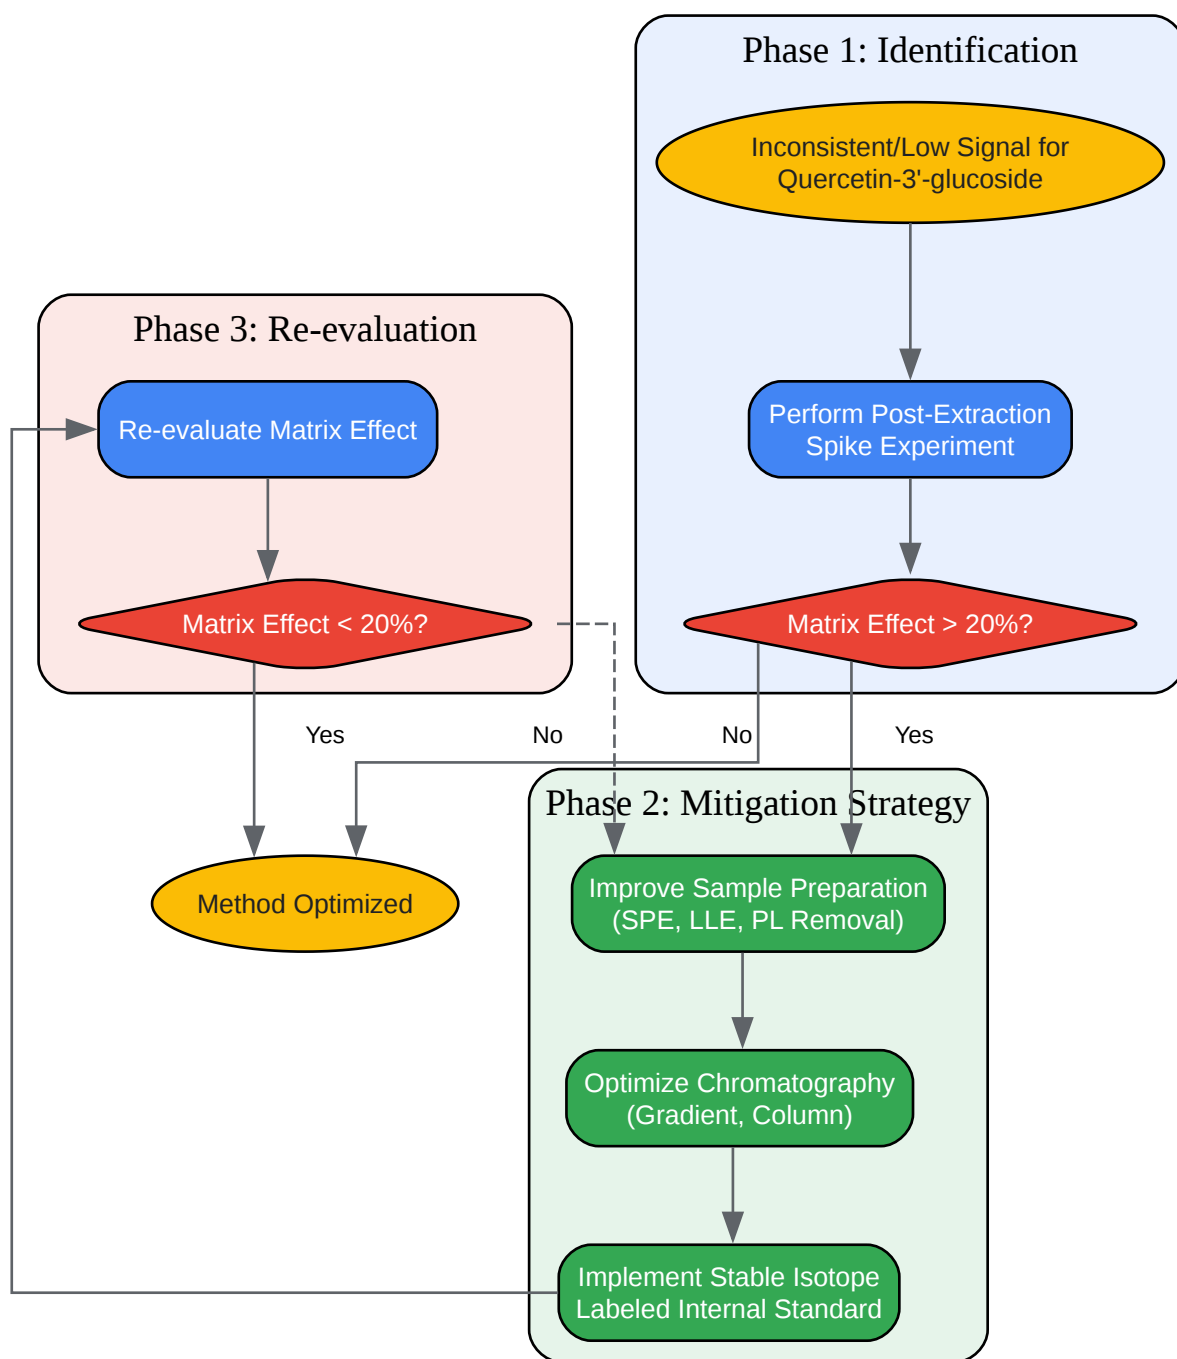 Phase 1: Identification
Inconsistent/Low Signal for
Quercetin-3'-glucoside
Perform Post-Extraction
Spike Experiment
Matrix Effect > 20%?
No
Yes
Phase 2: Mitigation Strategy
Improve Sample Preparation
(SPE, LLE, PL Removal)
Optimize Chromatography
(Gradient, Column)
Implement Stable Isotope
Labeled Internal Standard
Phase 3: Re-evaluation
Re-evaluate Matrix Effect
Matrix Effect < 20%?
Yes
No
Method Optimized